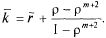 k̄ = r̃ + (ρ − ρ^{m+2}) / (1 − ρ^{m+2}).